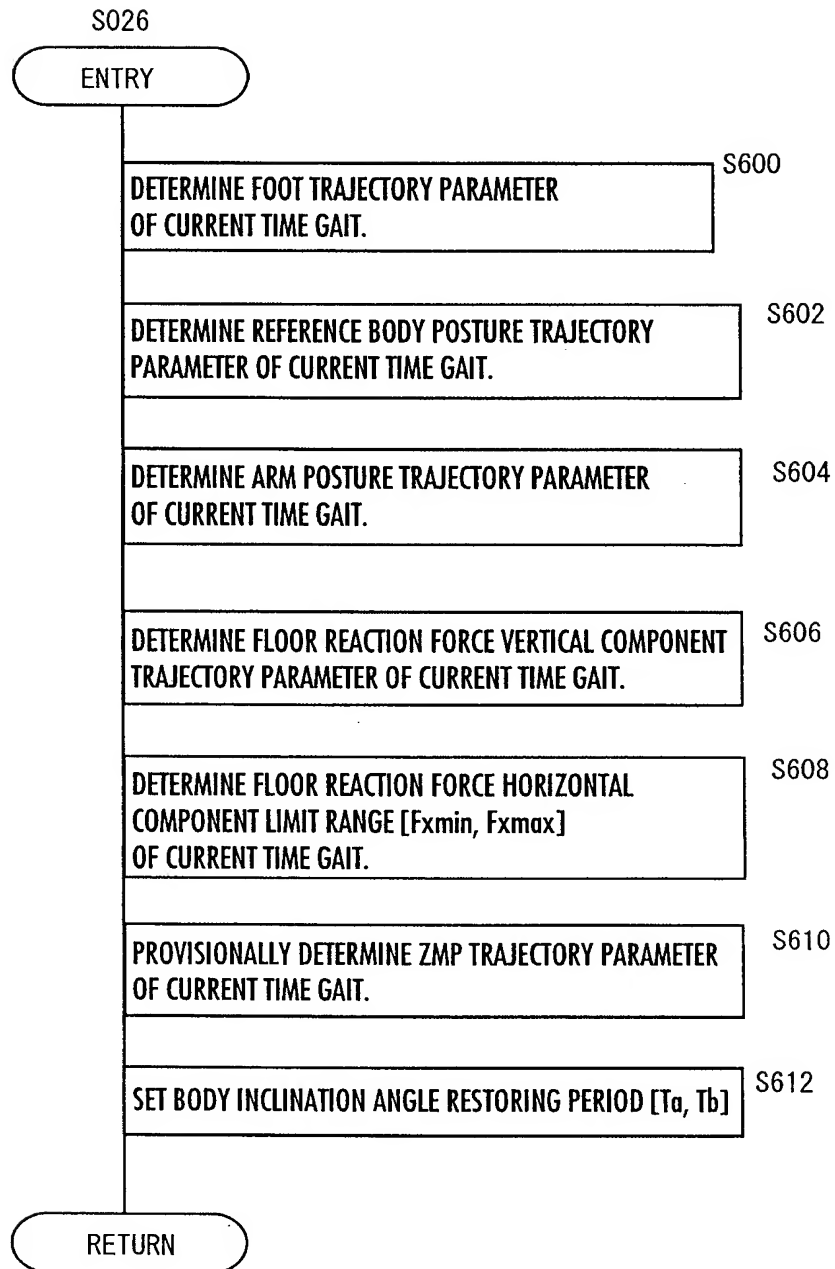 S026
ENTRY
S600
DETERMINE FOOT TRAJECTORY PARAMETER
OF CURRENT TIME GAIT.
S602
DETERMINE REFERENCE BODY POSTURE TRAJECTORY
PARAMETER OF CURRENT TIME GAIT.
S604
DETERMINE ARM POSTURE TRAJECTORY PARAMETER
OF CURRENT TIME GAIT.
S606
DETERMINE FLOOR REACTION FORCE VERTICAL COMPONENT
TRAJECTORY PARAMETER OF CURRENT TIME GAIT.
S608
DETERMINE FLOOR REACTION FORCE HORIZONTAL
COMPONENT LIMIT RANGE [Fxmin, Fxmax]
OF CURRENT TIME GAIT.
S610
PROVISIONALLY DETERMINE ZMP TRAJECTORY PARAMETER
OF CURRENT TIME GAIT.
S612
SET BODY INCLINATION ANGLE RESTORING PERIOD [Ta, Tb]
RETURN